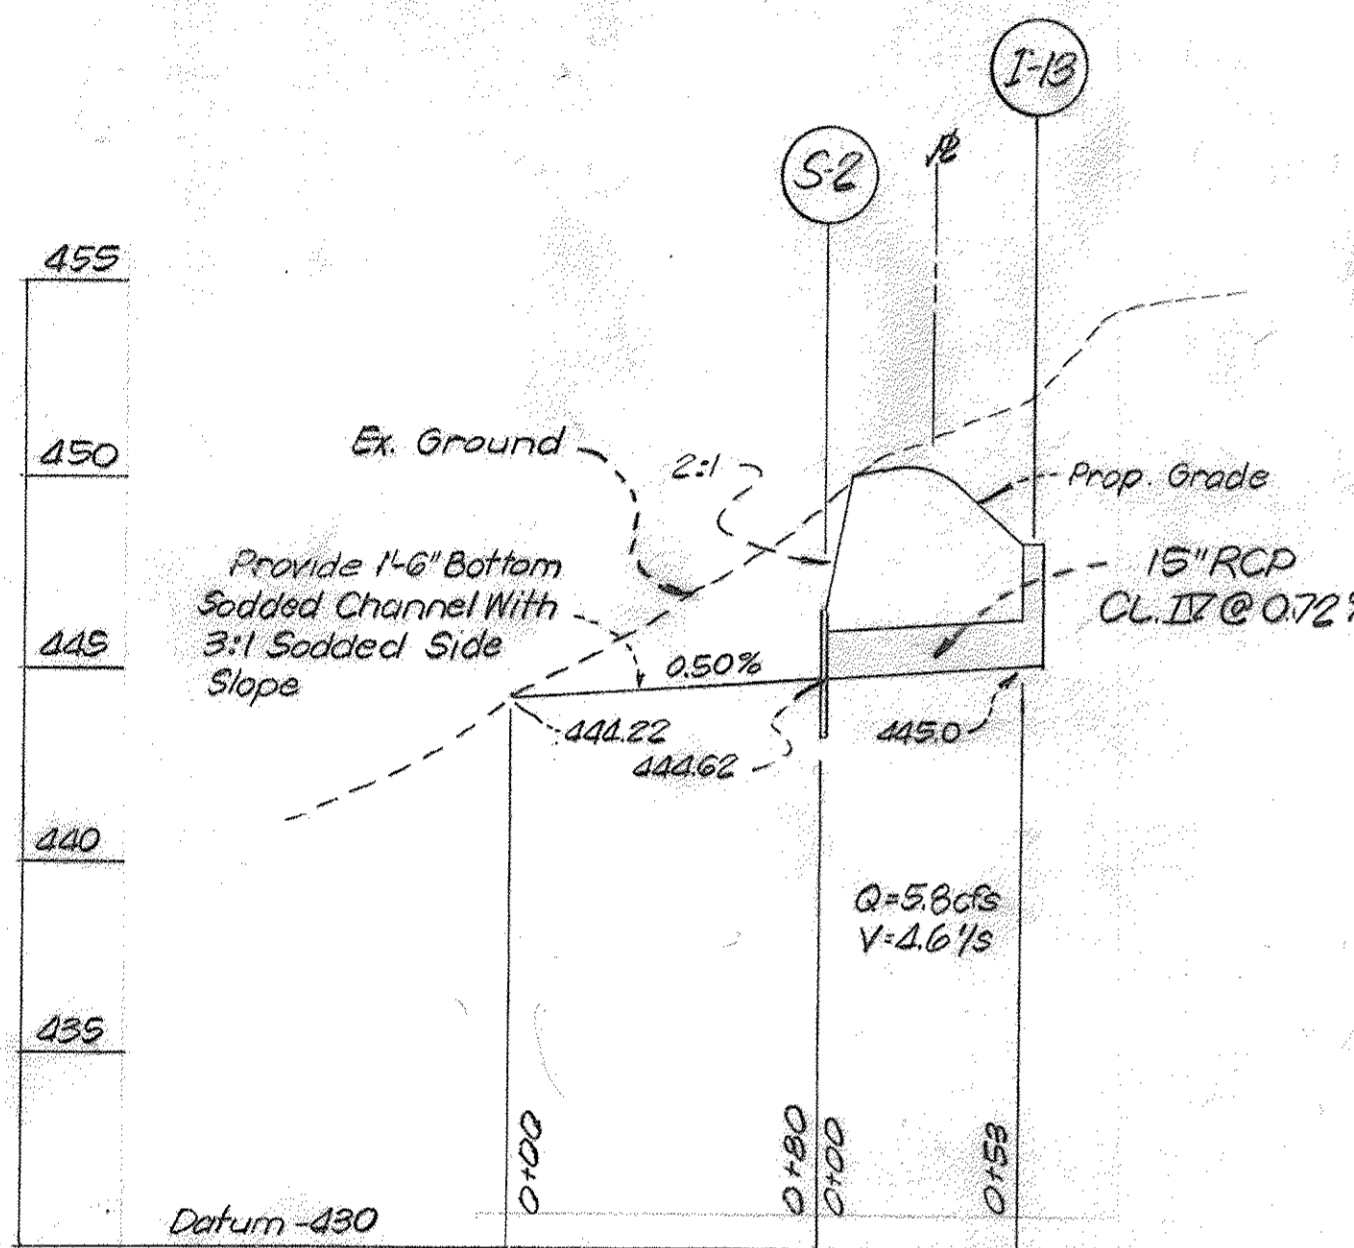 I-13
S-2
PL
455
450
445
440
435
Datum -430
Ex. Ground
2:1
Prop. Grade
Provide 1'-6" Bottom
Sodded Channel With
3:1 Sodded Side
Slope
0.50%
15" RCP
CL. IV @ 0.72%
444.22
444.62
445.0
Q=5.8cfs
V=4.6'/s
0+00
0+80
0+00
0+53